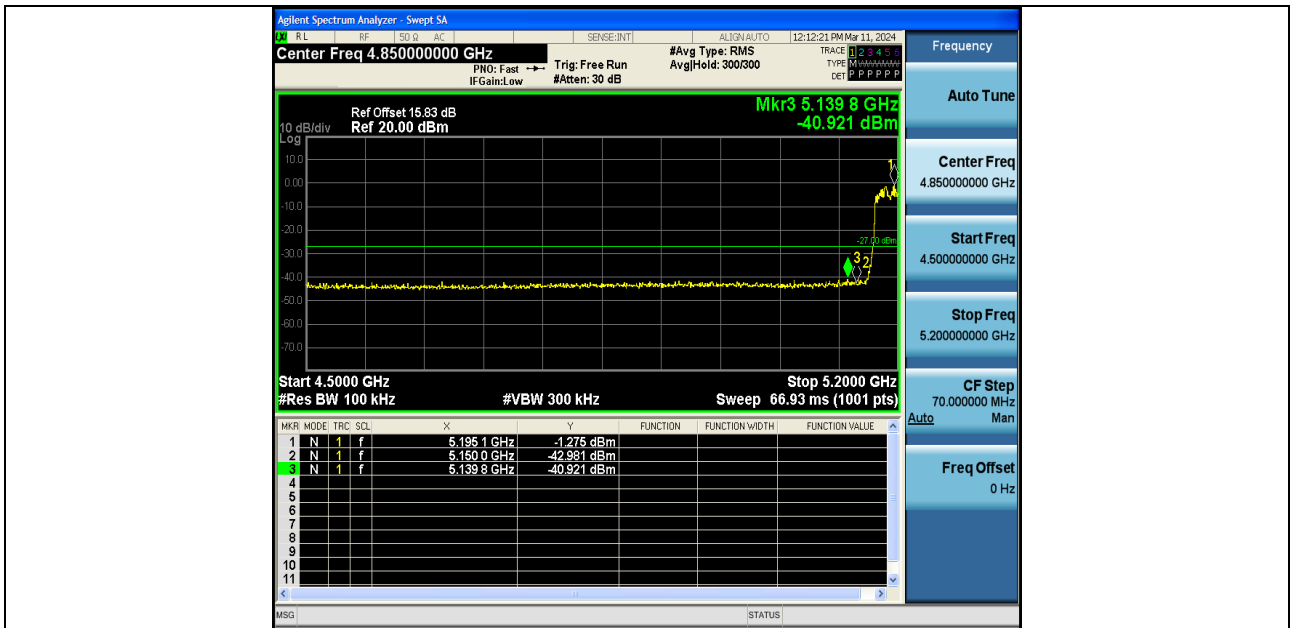 Agilent Spectrum Analyzer - Swept SA
LXI RL RF 50 Ω AC SENSE:INT ALIGN AUTO 12:12:21 PM Mar 11, 2024
Center Freq 4.850000000 GHz
PNO: Fast
IFGain:Low
Trig: Free Run
#Atten: 30 dB
#Avg Type: RMS
Avg|Hold: 300/300
TRACE 1 2 3 4 5 6
TYPE M
DET P P P P P P
Ref Offset 15.83 dB
10 dB/div Ref 20.00 dBm
Log
Mkr3 5.139 8 GHz
-40.921 dBm
10.0
0.00
-10.0
-20.0
-30.0
-40.0
-50.0
-60.0
-70.0
1
-27.00 dBm
3 2
Start 4.5000 GHz Stop 5.2000 GHz
#Res BW 100 kHz #VBW 300 kHz Sweep 66.93 ms (1001 pts)
MKR MODE TRC SCL X Y FUNCTION FUNCTION WIDTH FUNCTION VALUE
1 N 1 f 5.195 1 GHz -1.275 dBm
2 N 1 f 5.150 0 GHz -42.981 dBm
3 N 1 f 5.139 8 GHz -40.921 dBm
4
5
6
7
8
9
10
11
MSG STATUS
Frequency
Auto Tune
Center Freq
4.850000000 GHz
Start Freq
4.500000000 GHz
Stop Freq
5.200000000 GHz
CF Step
70.000000 MHz
Auto Man
Freq Offset
0 Hz